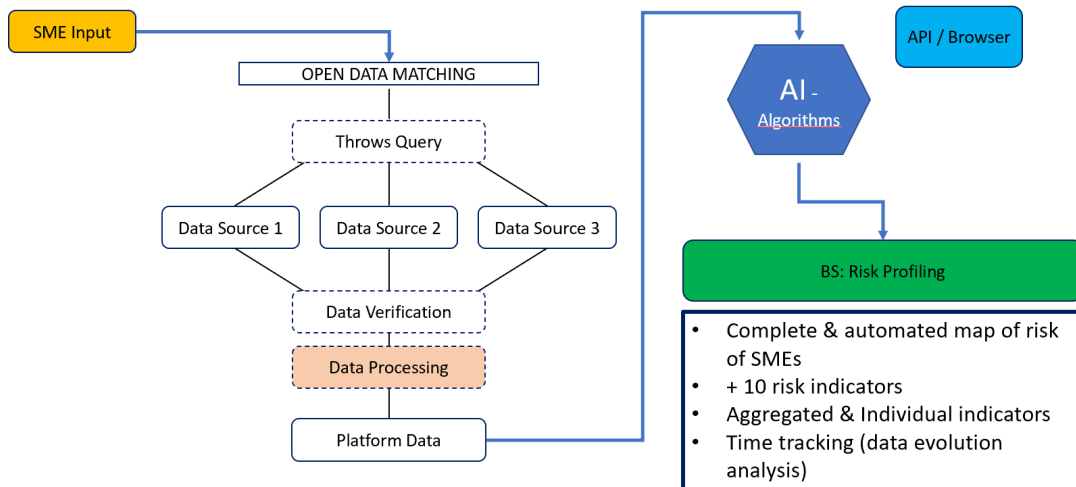 SME Input
OPEN DATA MATCHING
Throws Query
Data Source 1
Data Source 2
Data Source 3
Data Verification
Data Processing
Platform Data
AI -
Algorithms
API / Browser
BS: Risk Profiling
• Complete & automated map of risk
of SMEs
• + 10 risk indicators
• Aggregated & Individual indicators
• Time tracking (data evolution
analysis)